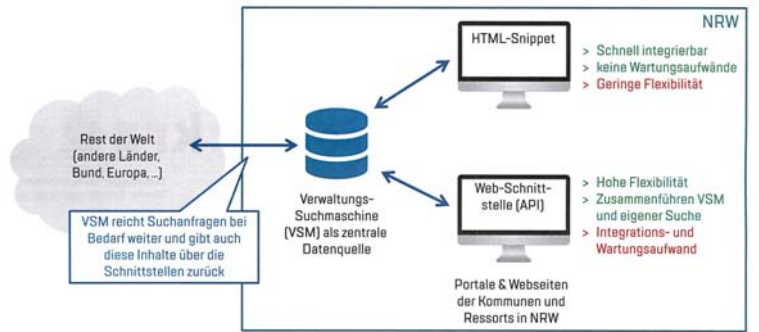 NRW
HTML-Snippet
> Schnell integrierbar
> keine Wartungsaufwände
> Geringe Flexibilität
Rest der Welt
(andere Länder,
Bund, Europa, ...)
VSM reicht Suchanfragen bei
Bedarf weiter und gibt auch
diese Inhalte über die
Schnittstellen zurück
Verwaltungs-
Suchmaschine
(VSM) als zentrale
Datenquelle
Web-Schnitt-
stelle (API)
> Hohe Flexibilität
> Zusammenführen VSM
und eigener Suche
> Integrations- und
Wartungsaufwand
Portale & Webseiten
der Kommunen und
Ressorts in NRW